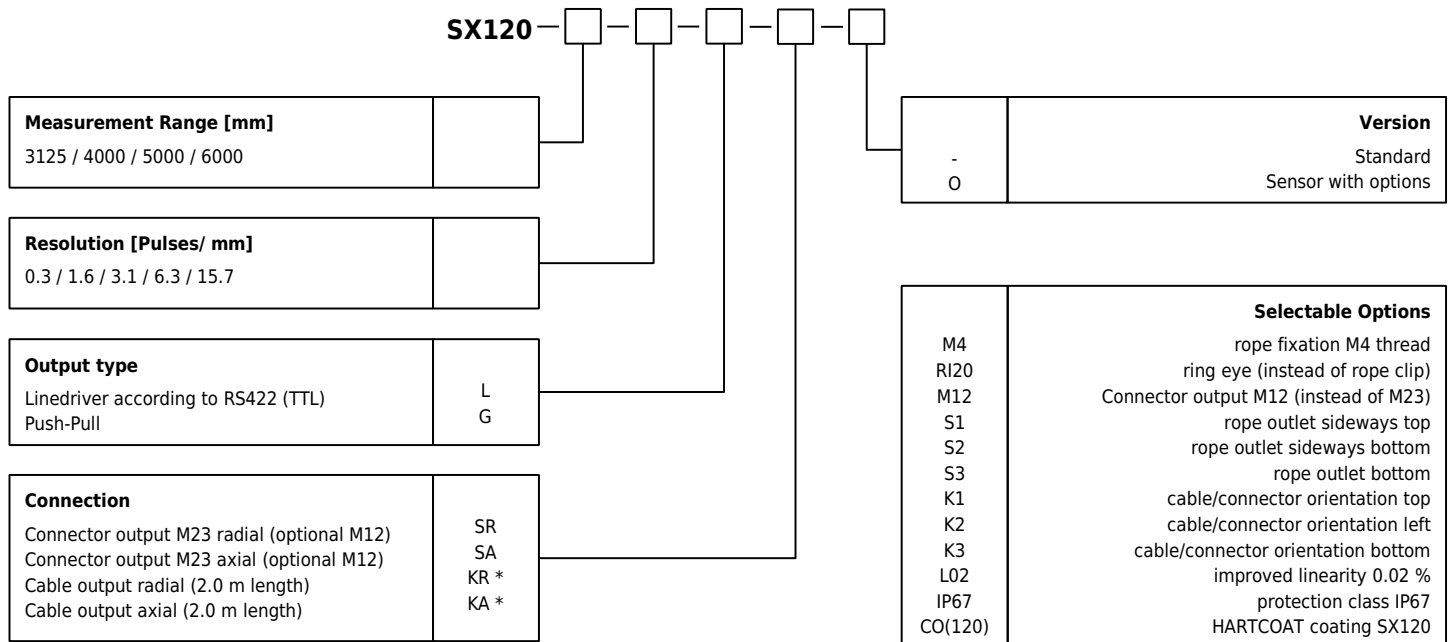 SX120
Measurement Range [mm]
3125 / 4000 / 5000 / 6000
Resolution [Pulses/ mm]
0.3 / 1.6 / 3.1 / 6.3 / 15.7
Output type
Linedriver according to RS422 (TTL) L
Push-Pull G
Connection
Connector output M23 radial (optional M12) SR
Connector output M23 axial (optional M12) SA
Cable output radial (2.0 m length) KR *
Cable output axial (2.0 m length) KA *
Version
- Standard
O Sensor with options
Selectable Options
M4 rope fixation M4 thread
RI20 ring eye (instead of rope clip)
M12 Connector output M12 (instead of M23)
S1 rope outlet sideways top
S2 rope outlet sideways bottom
S3 rope outlet bottom
K1 cable/connector orientation top
K2 cable/connector orientation left
K3 cable/connector orientation bottom
L02 improved linearity 0.02 %
IP67 protection class IP67
CO(120) HARTCOAT coating SX120